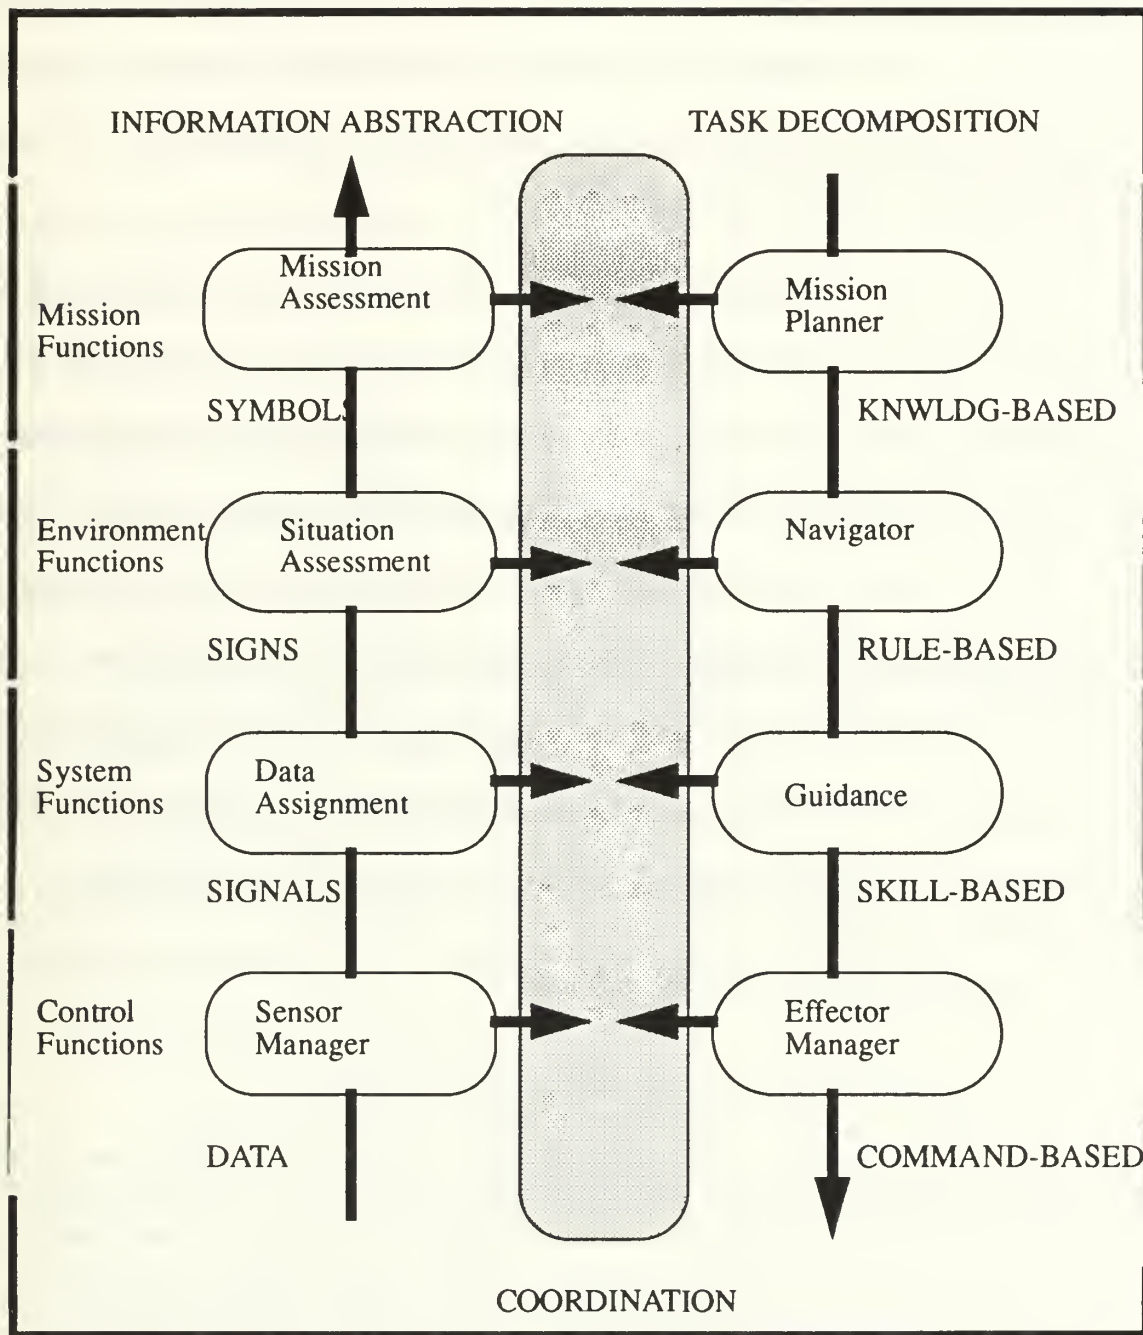 INFORMATION ABSTRACTION
TASK DECOMPOSITION
Mission
Functions
Mission
Assessment
Mission
Planner
SYMBOLS
KNWLDG-BASED
Environment
Functions
Situation
Assessment
Navigator
SIGNS
RULE-BASED
System
Functions
Data
Assignment
Guidance
SIGNALS
SKILL-BASED
Control
Functions
Sensor
Manager
Effector
Manager
DATA
COMMAND-BASED
COORDINATION